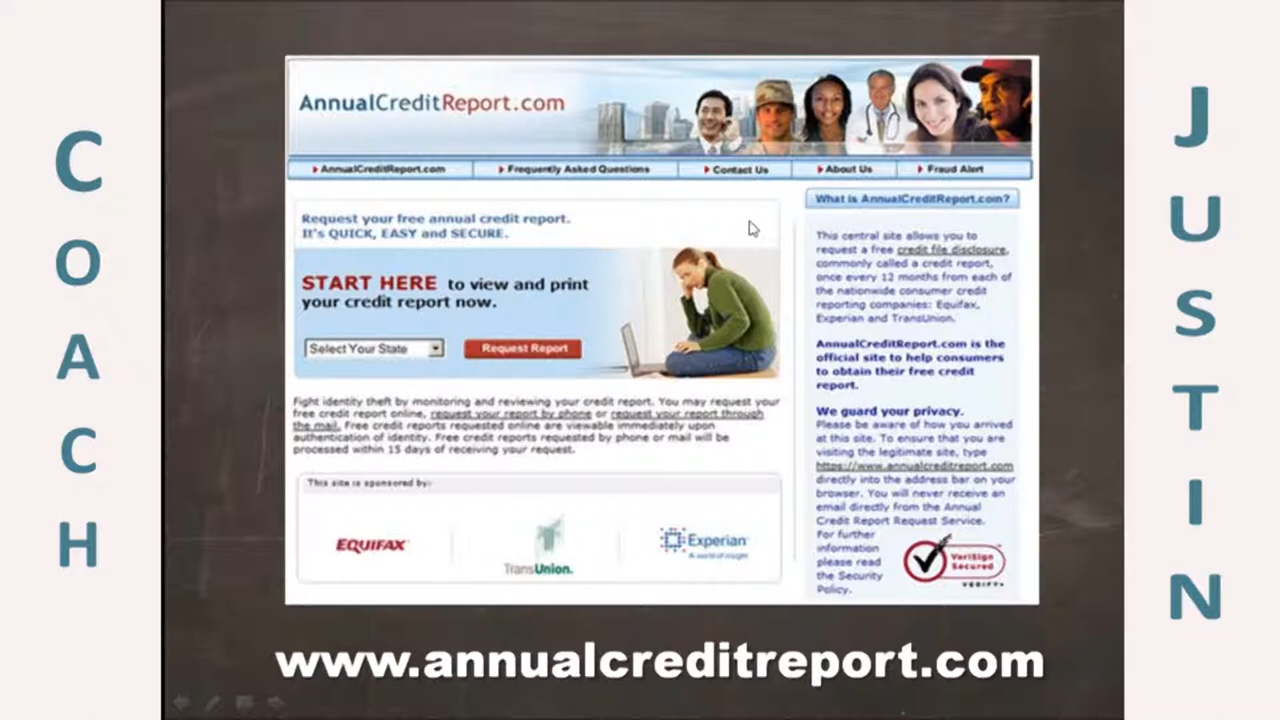 COACH
AnnualCreditReport.com
AnnualCreditReport.com
Frequently Asked Questions
Contact Us
About Us
Fraud Alert
Request your free annual credit report.
It's QUICK, EASY and SECURE.
START HERE to view and print
your credit report now.
Select Your State
Request Report
Fight identity theft by monitoring and reviewing your credit report. You may request your
free credit report online, request your report by phone or request your report through
the mail. Free credit reports requested online are viewable immediately upon
authentication of identity. Free credit reports requested by phone or mail will be
processed within 15 days of receiving your request.
This site is sponsored by:
EQUIFAX
TransUnion.
Experian
A world of insight
What is AnnualCreditReport.com?
This central site allows you to
request a free credit file disclosure,
commonly called a credit report,
once every 12 months from each of
the nationwide consumer credit
reporting companies: Equifax,
Experian and TransUnion.
AnnualCreditReport.com is the
official site to help consumers
to obtain their free credit
report.
We guard your privacy.
Please be aware of how you arrived
at this site. To ensure that you are
visiting the legitimate site, type
https://www.annualcreditreport.com
directly into the address bar on your
browser. You will never receive an
email directly from the Annual
Credit Report Request Service.
For further
information
please read
the Security
Policy.
VeriSign
Secured
VERIFY
www.annualcreditreport.com
JUSTIN